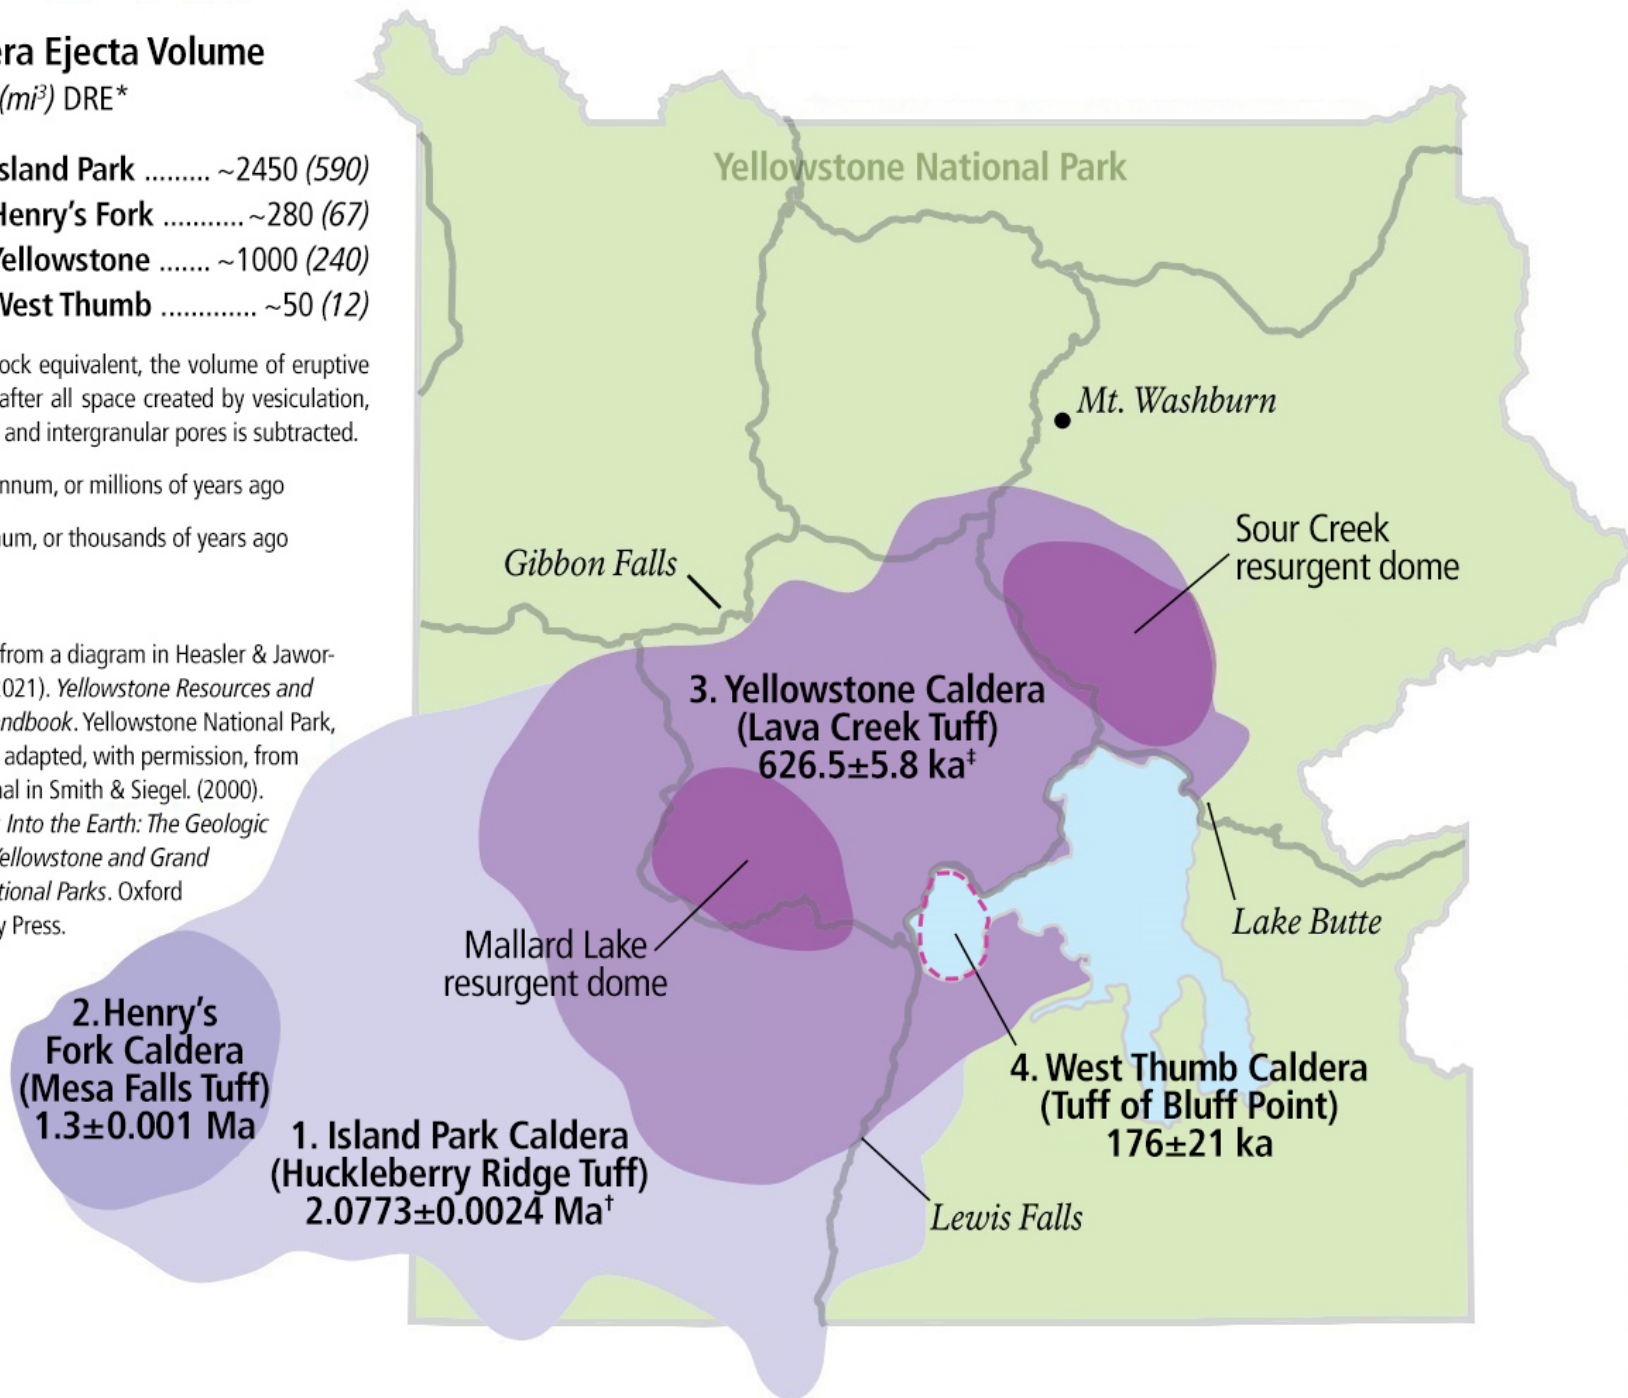 era Ejecta Volume
(mi³) DRE*
sland Park ......... ~2450 (590)
Henry's Fork ........... ~280 (67)
Yellowstone ....... ~1000 (240)
West Thumb ............. ~50 (12)
ock equivalent, the volume of eruptive
after all space created by vesiculation,
and intergranular pores is subtracted.
nnum, or millions of years ago
num, or thousands of years ago
from a diagram in Heasler & Jawor-
021). Yellowstone Resources and
ndbook. Yellowstone National Park,
adapted, with permission, from
nal in Smith & Siegel. (2000).
Into the Earth: The Geologic
Yellowstone and Grand
tional Parks. Oxford
y Press.
Yellowstone National Park
Mt. Washburn
Sour Creek
resurgent dome
Gibbon Falls
3. Yellowstone Caldera
(Lava Creek Tuff)
626.5±5.8 ka‡
Lake Butte
Mallard Lake
resurgent dome
2. Henry's
Fork Caldera
(Mesa Falls Tuff)
1.3±0.001 Ma
4. West Thumb Caldera
(Tuff of Bluff Point)
176±21 ka
1. Island Park Caldera
(Huckleberry Ridge Tuff)
2.0773±0.0024 Ma†
Lewis Falls